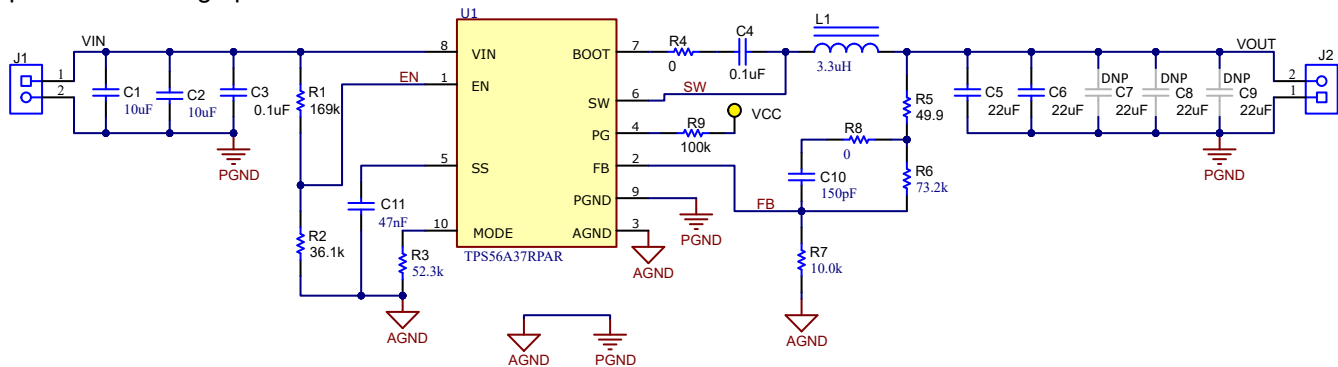 U1
TPS56A37RPAR
8 VIN
1 EN
5 SS
10 MODE
BOOT 7
SW 6
PG 4
FB 2
PGND 9
AGND 3
J1
1
2
VIN
C1
10uF
C2
10uF
C3
0.1uF
PGND
R1
169k
EN
R2
36.1k
C11
47nF
R3
52.3k
AGND
R4
0
C4
0.1uF
SW
L1
3.3uH
R9
100k
VCC
FB
PGND
AGND
R8
0
C10
150pF
R5
49.9
R6
73.2k
R7
10.0k
AGND
C5
22uF
C6
22uF
DNP
C7
22uF
DNP
C8
22uF
DNP
C9
22uF
VOUT
J2
2
1
PGND
AGND
PGND